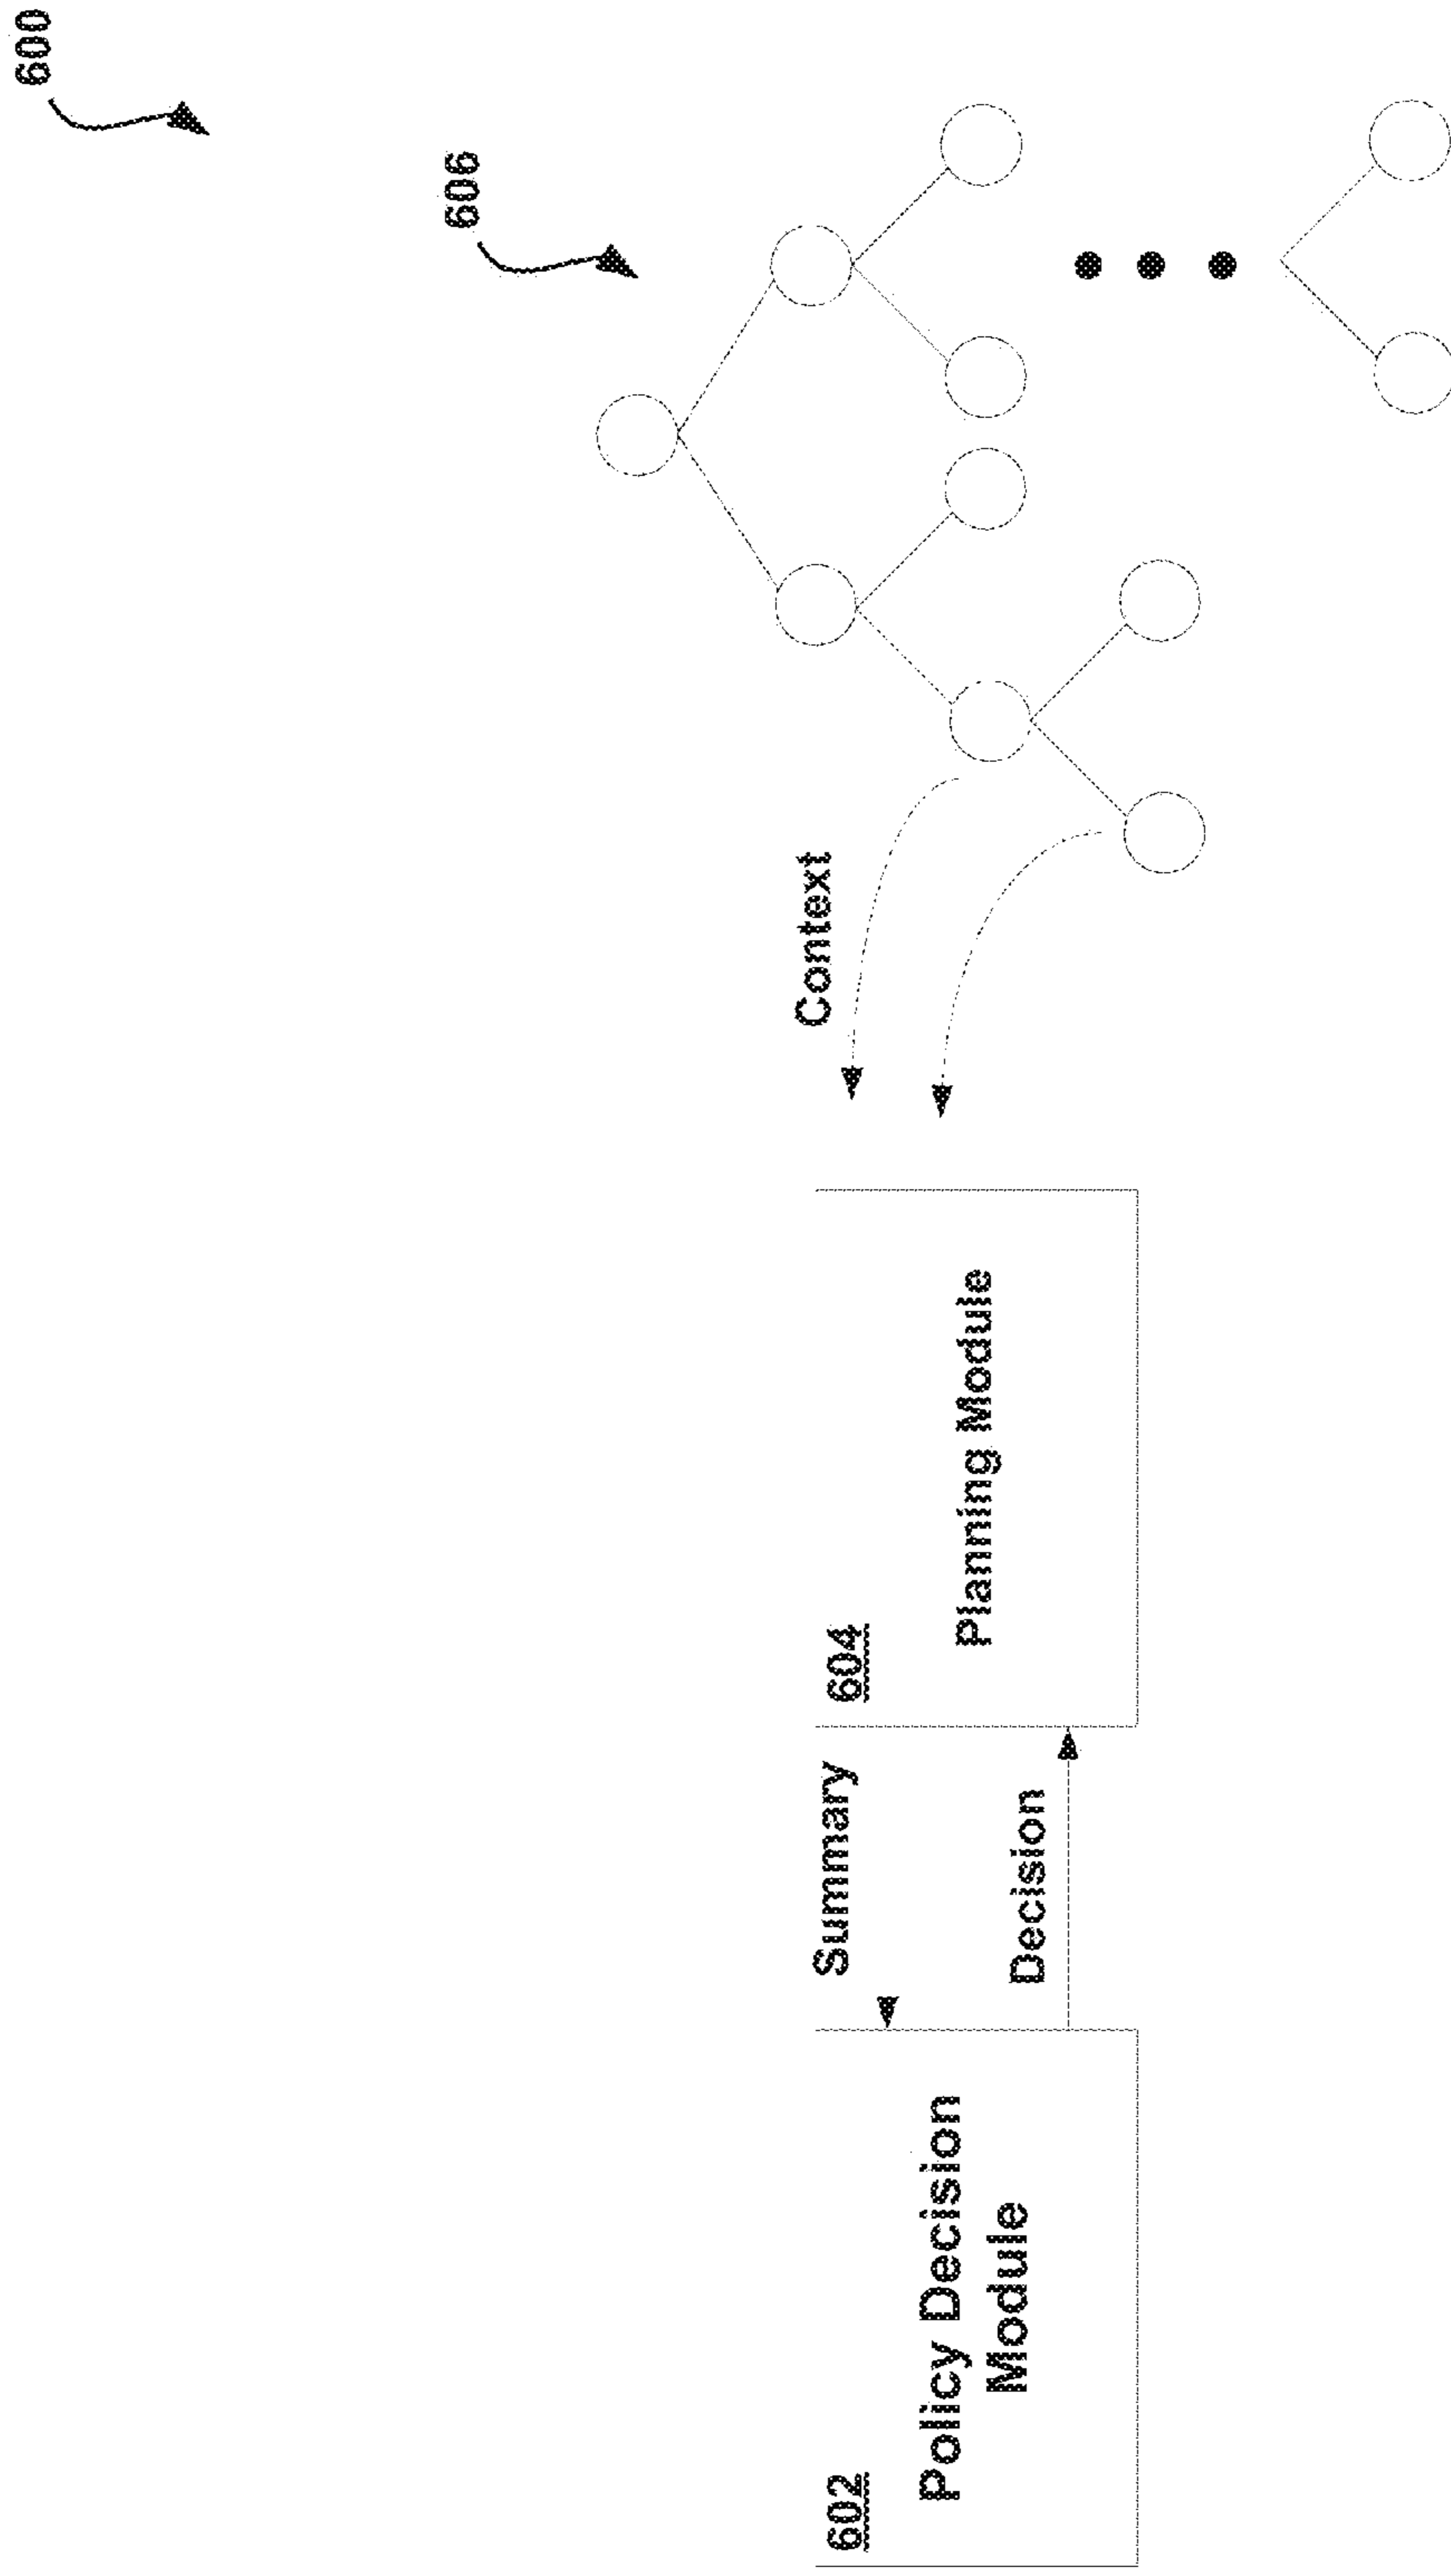 600
606
Context
604
Planning Module
Summary
Decision
602
Policy Decision
Module